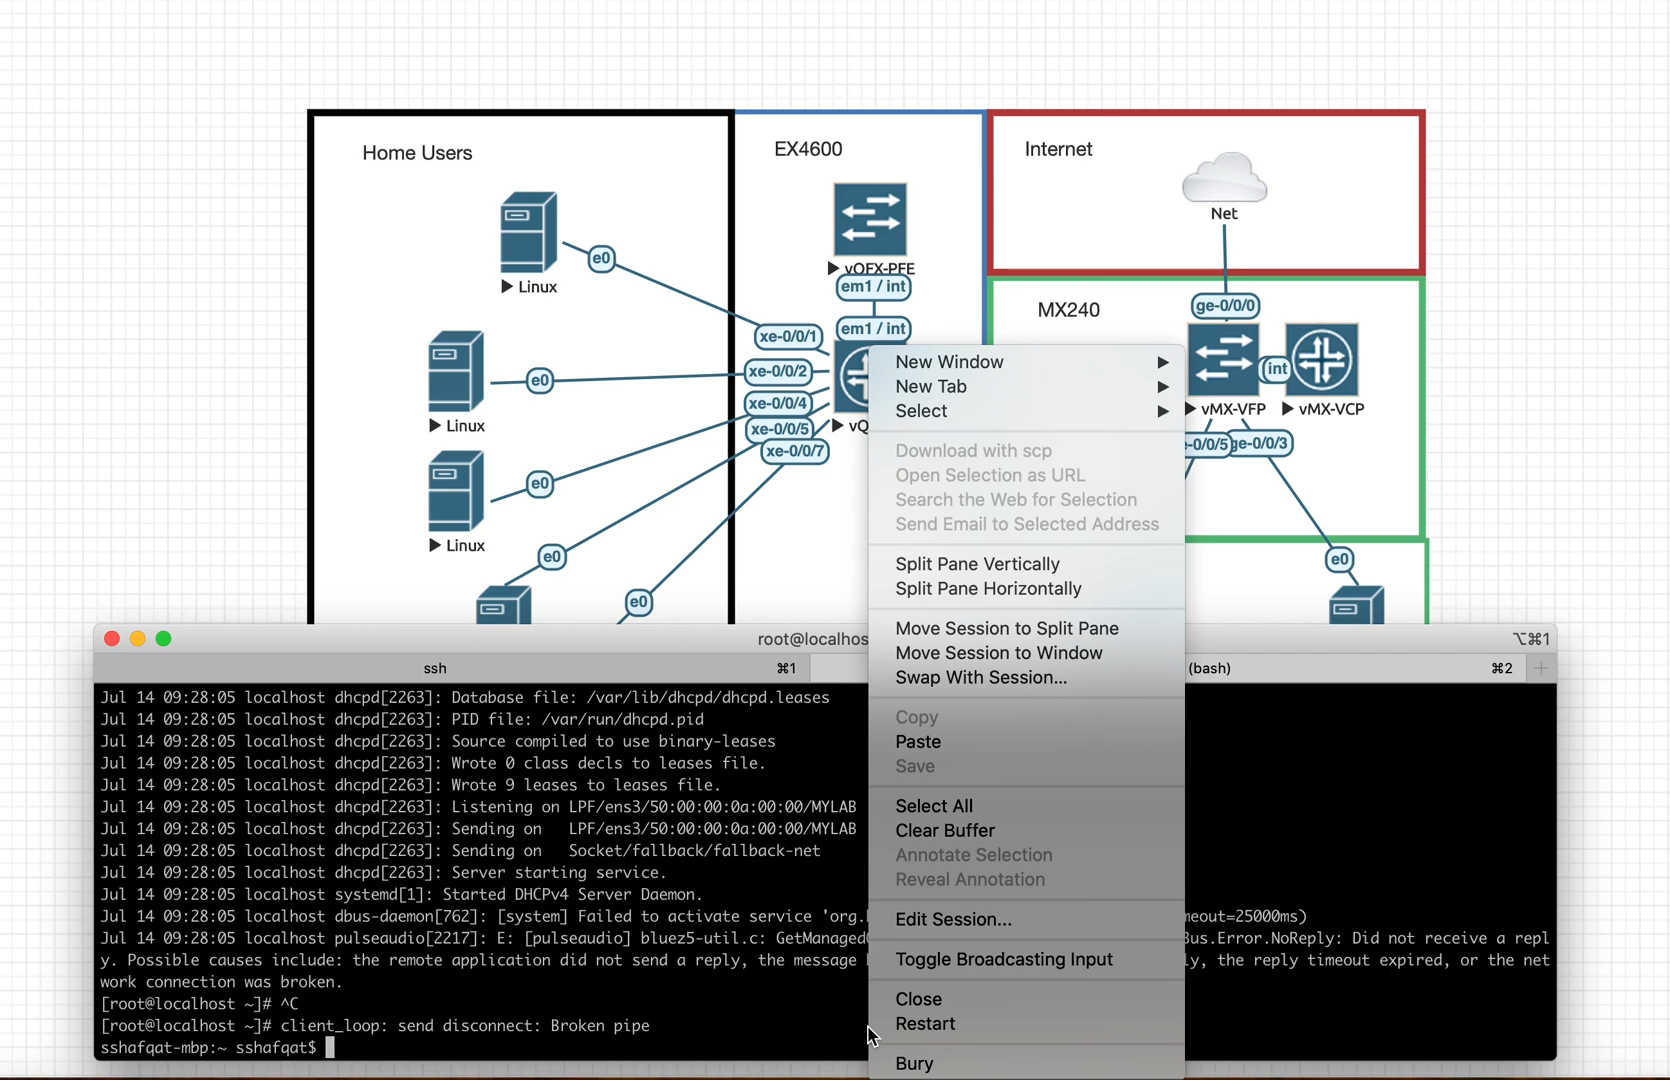 Home Users
EX4600
Internet
Net
e0
Linux
vQFX-PFE
em1 / int
em1 / int
MX240
ge-0/0/0
xe-0/0/1
xe-0/0/2
e0
xe-0/0/4
xe-0/0/5
xe-0/0/7
Linux
int
vMX-VFP
vMX-VCP
-0/0/5
ge-0/0/3
e0
Linux
e0
e0
e0
New Window
New Tab
Select
Download with scp
Open Selection as URL
Search the Web for Selection
Send Email to Selected Address
Split Pane Vertically
Split Pane Horizontally
Move Session to Split Pane
Move Session to Window
Swap With Session...
Copy
Paste
Save
Select All
Clear Buffer
Annotate Selection
Reveal Annotation
Edit Session...
Toggle Broadcasting Input
Close
Restart
Bury
root@localhos
⌥⌘1
ssh ⌘1
(bash) ⌘2 +
Jul 14 09:28:05 localhost dhcpd[2263]: Database file: /var/lib/dhcpd/dhcpd.leases
Jul 14 09:28:05 localhost dhcpd[2263]: PID file: /var/run/dhcpd.pid
Jul 14 09:28:05 localhost dhcpd[2263]: Source compiled to use binary-leases
Jul 14 09:28:05 localhost dhcpd[2263]: Wrote 0 class decls to leases file.
Jul 14 09:28:05 localhost dhcpd[2263]: Wrote 9 leases to leases file.
Jul 14 09:28:05 localhost dhcpd[2263]: Listening on LPF/ens3/50:00:00:0a:00:00/MYLAB
Jul 14 09:28:05 localhost dhcpd[2263]: Sending on   LPF/ens3/50:00:00:0a:00:00/MYLAB
Jul 14 09:28:05 localhost dhcpd[2263]: Sending on   Socket/fallback/fallback-net
Jul 14 09:28:05 localhost dhcpd[2263]: Server starting service.
Jul 14 09:28:05 localhost systemd[1]: Started DHCPv4 Server Daemon.
Jul 14 09:28:05 localhost dbus-daemon[762]: [system] Failed to activate service 'org. meout=25000ms)
Jul 14 09:28:05 localhost pulseaudio[2217]: E: [pulseaudio] bluez5-util.c: GetManaged Bus.Error.NoReply: Did not receive a repl
y. Possible causes include: the remote application did not send a reply, the message ly, the reply timeout expired, or the net
work connection was broken.
[root@localhost ~]# ^C
[root@localhost ~]# client_loop: send disconnect: Broken pipe
sshafqat-mbp:~ sshafqat$